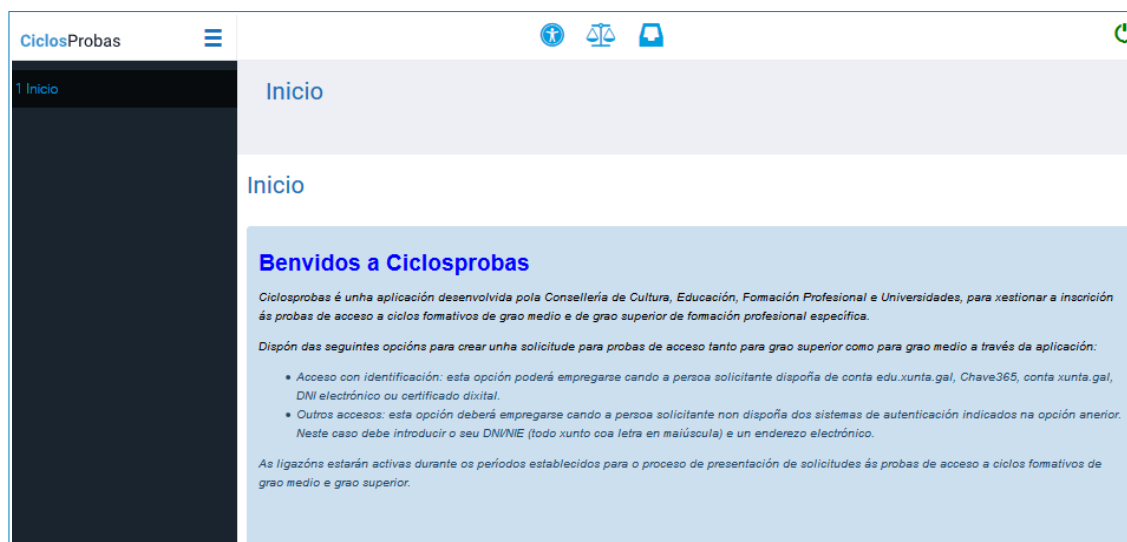 CiclosProbas
1 Inicio
Inicio
Inicio
Benvidos a Ciclosprobas
Ciclosprobas é unha aplicación desenvolvida pola Consellería de Cultura, Educación, Formación Profesional e Universidades, para xestionar a inscrición
ás probas de acceso a ciclos formativos de grao medio e de grao superior de formación profesional específica.
Dispón das seguintes opcións para crear unha solicitude para probas de acceso tanto para grao superior como para grao medio a través da aplicación:
• Acceso con identificación: esta opción poderá empregarse cando a persoa solicitante dispoña de conta edu.xunta.gal, Chave365, conta xunta.gal,
DNI electrónico ou certificado dixital.
• Outros accesos: esta opción deberá empregarse cando a persoa solicitante non dispoña dos sistemas de autenticación indicados na opción anerior.
Neste caso debe introducir o seu DNI/NIE (todo xunto coa letra en maiúscula) e un enderezo electrónico.
As ligazóns estarán activas durante os períodos establecidos para o proceso de presentación de solicitudes ás probas de acceso a ciclos formativos de
grao medio e grao superior.